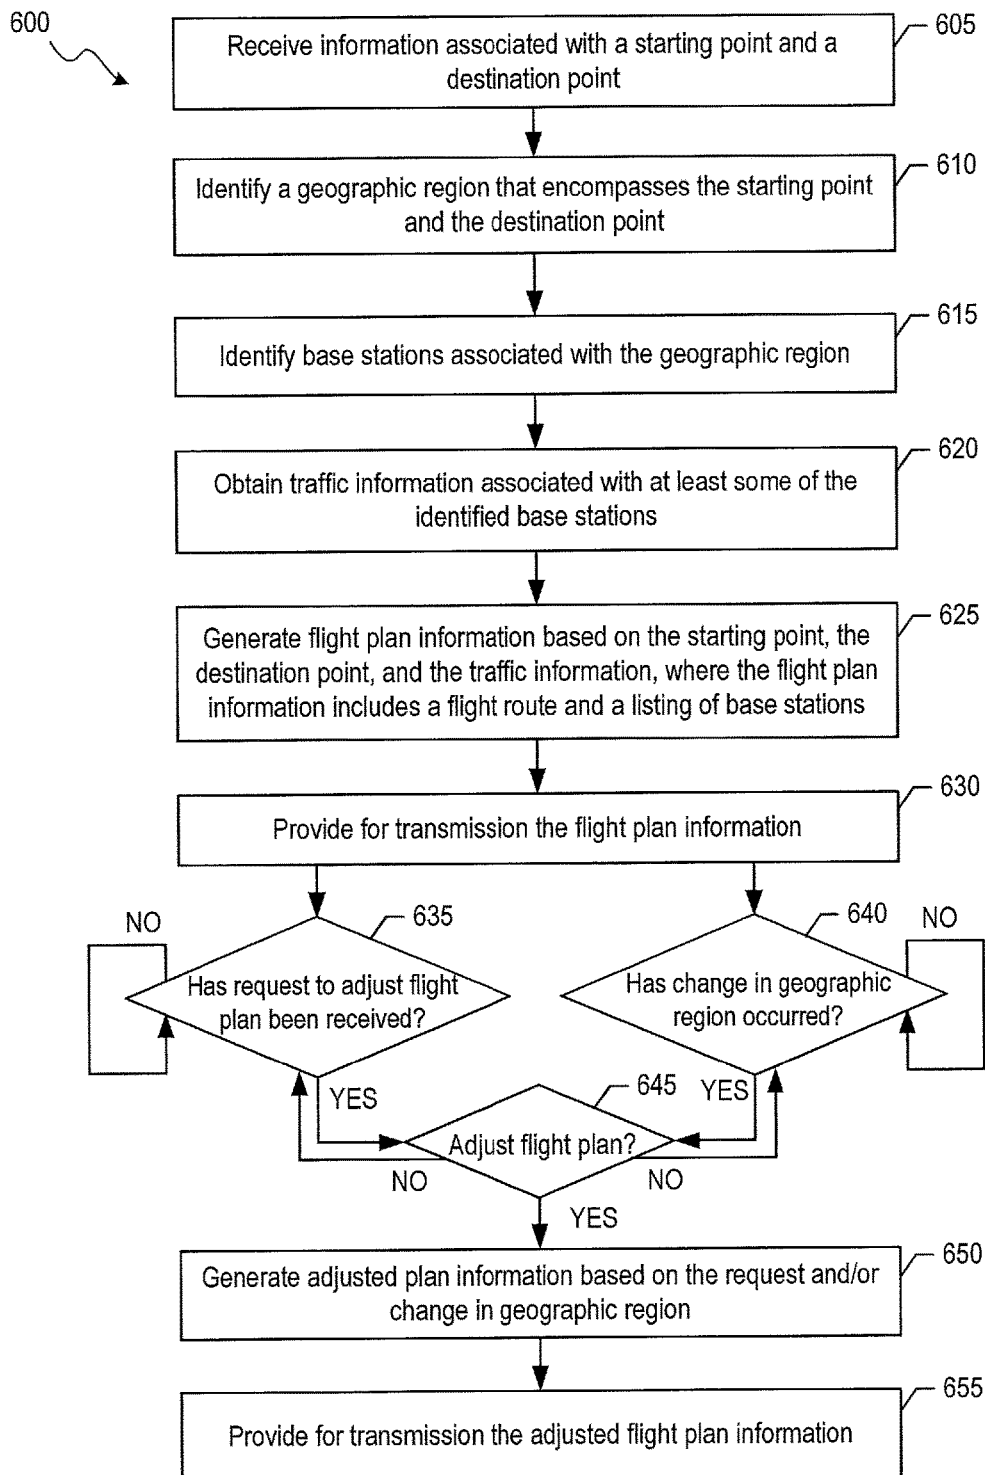 600
605
Receive information associated with a starting point and a
destination point
610
Identify a geographic region that encompasses the starting point
and the destination point
615
Identify base stations associated with the geographic region
620
Obtain traffic information associated with at least some of the
identified base stations
625
Generate flight plan information based on the starting point, the
destination point, and the traffic information, where the flight plan
information includes a flight route and a listing of base stations
630
Provide for transmission the flight plan information
635
640
NO
NO
Has request to adjust flight
plan been received?
Has change in geographic
region occurred?
YES
645
YES
Adjust flight plan?
NO
NO
YES
650
Generate adjusted plan information based on the request and/or
change in geographic region
655
Provide for transmission the adjusted flight plan information